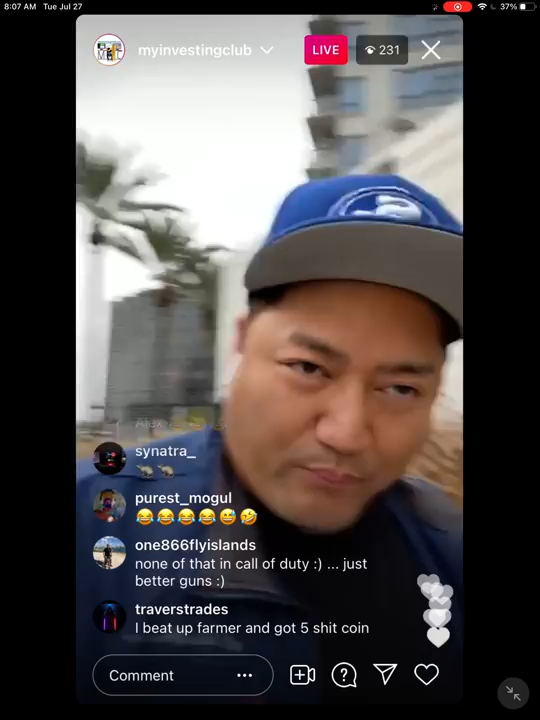 8:07 AM Tue Jul 27
37%
myinvestingclub
LIVE
231
Alex
synatra_
purest_mogul
one866flyislands
none of that in call of duty :) ... just
better guns :)
traverstrades
I beat up farmer and got 5 shit coin
Comment